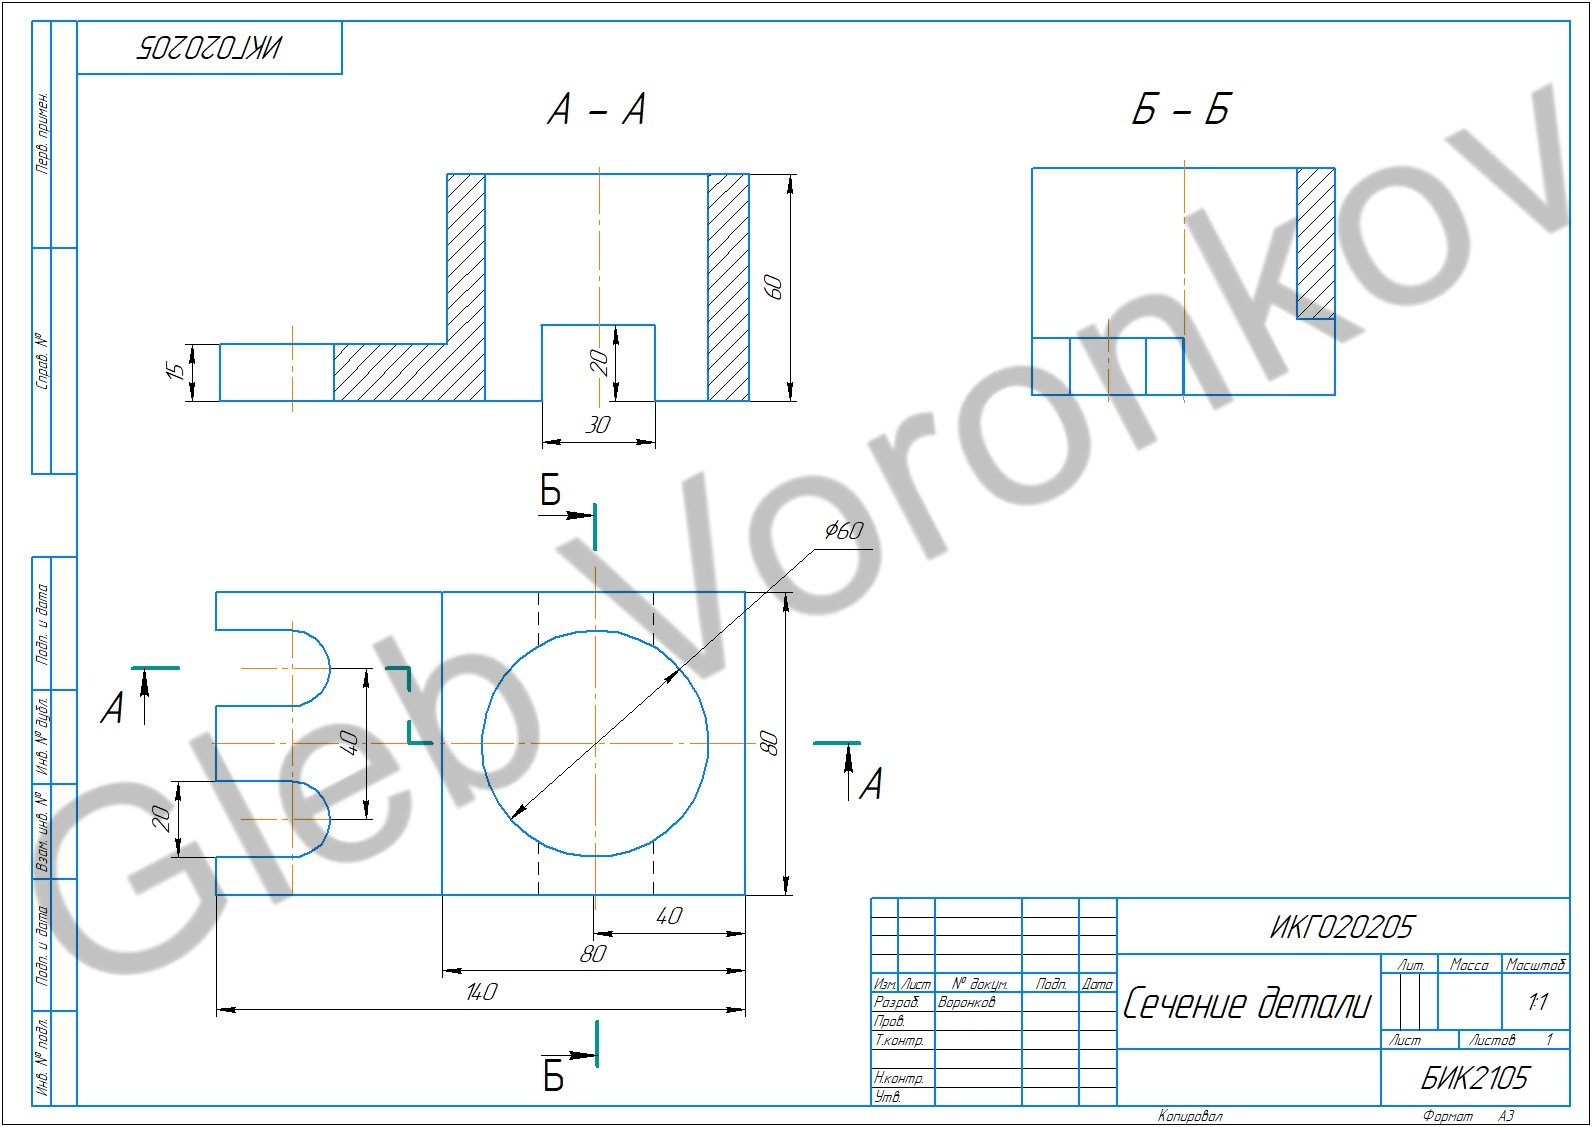 ИКГ020205
А – А
Б – Б
Перв. примен.
Справ. №
Подп. и дата
Инв. № дубл.
Взам. инв. №
Подп. и дата
Инв. № подл.
15
20
30
60
Б
⌀60
А
40
80
А
20
40
80
140
Б
Gleb Voronkov
ИКГ020205
Изм. Лист № докум. Подп. Дата
Разраб. Воронков
Пров.
Т.контр.
Н.контр.
Утв.
Сечение детали
Лит. Масса Масштаб
1:1
Лист Листов 1
БИК2105
Копировал Формат А3